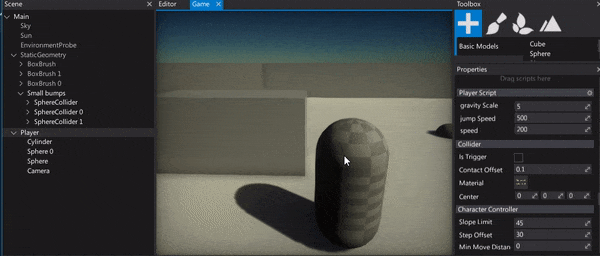 Scene
Main
Sky
Sun
EnvironmentProbe
StaticGeometry
BoxBrush
BoxBrush 1
BoxBrush 0
Small bumps
SphereCollider
SphereCollider 0
SphereCollider 1
Player
Cylinder
Sphere 0
Sphere
Camera
Editor
Game
Toolbox
Basic Models
Cube
Sphere
Properties
Drag scripts here
Player Script
gravity Scale 5
jump Speed 500
speed 700
Collider
Is Trigger
Contact Offset 0.1
Material
Center 0 0 0
Character Controller
Slope Limit 45
Step Offset 30
Min Move Distan 0